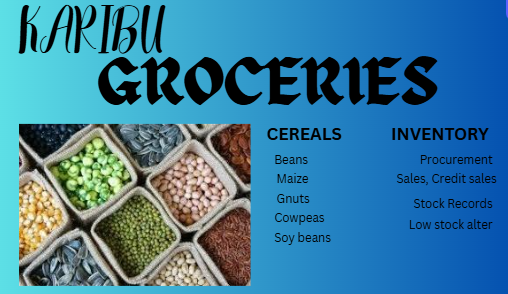 KARIBU
GROCERIES
CEREALS
Beans
Maize
Gnuts
Cowpeas
Soy beans
INVENTORY
Procurement
Sales, Credit sales
Stock Records
Low stock alter